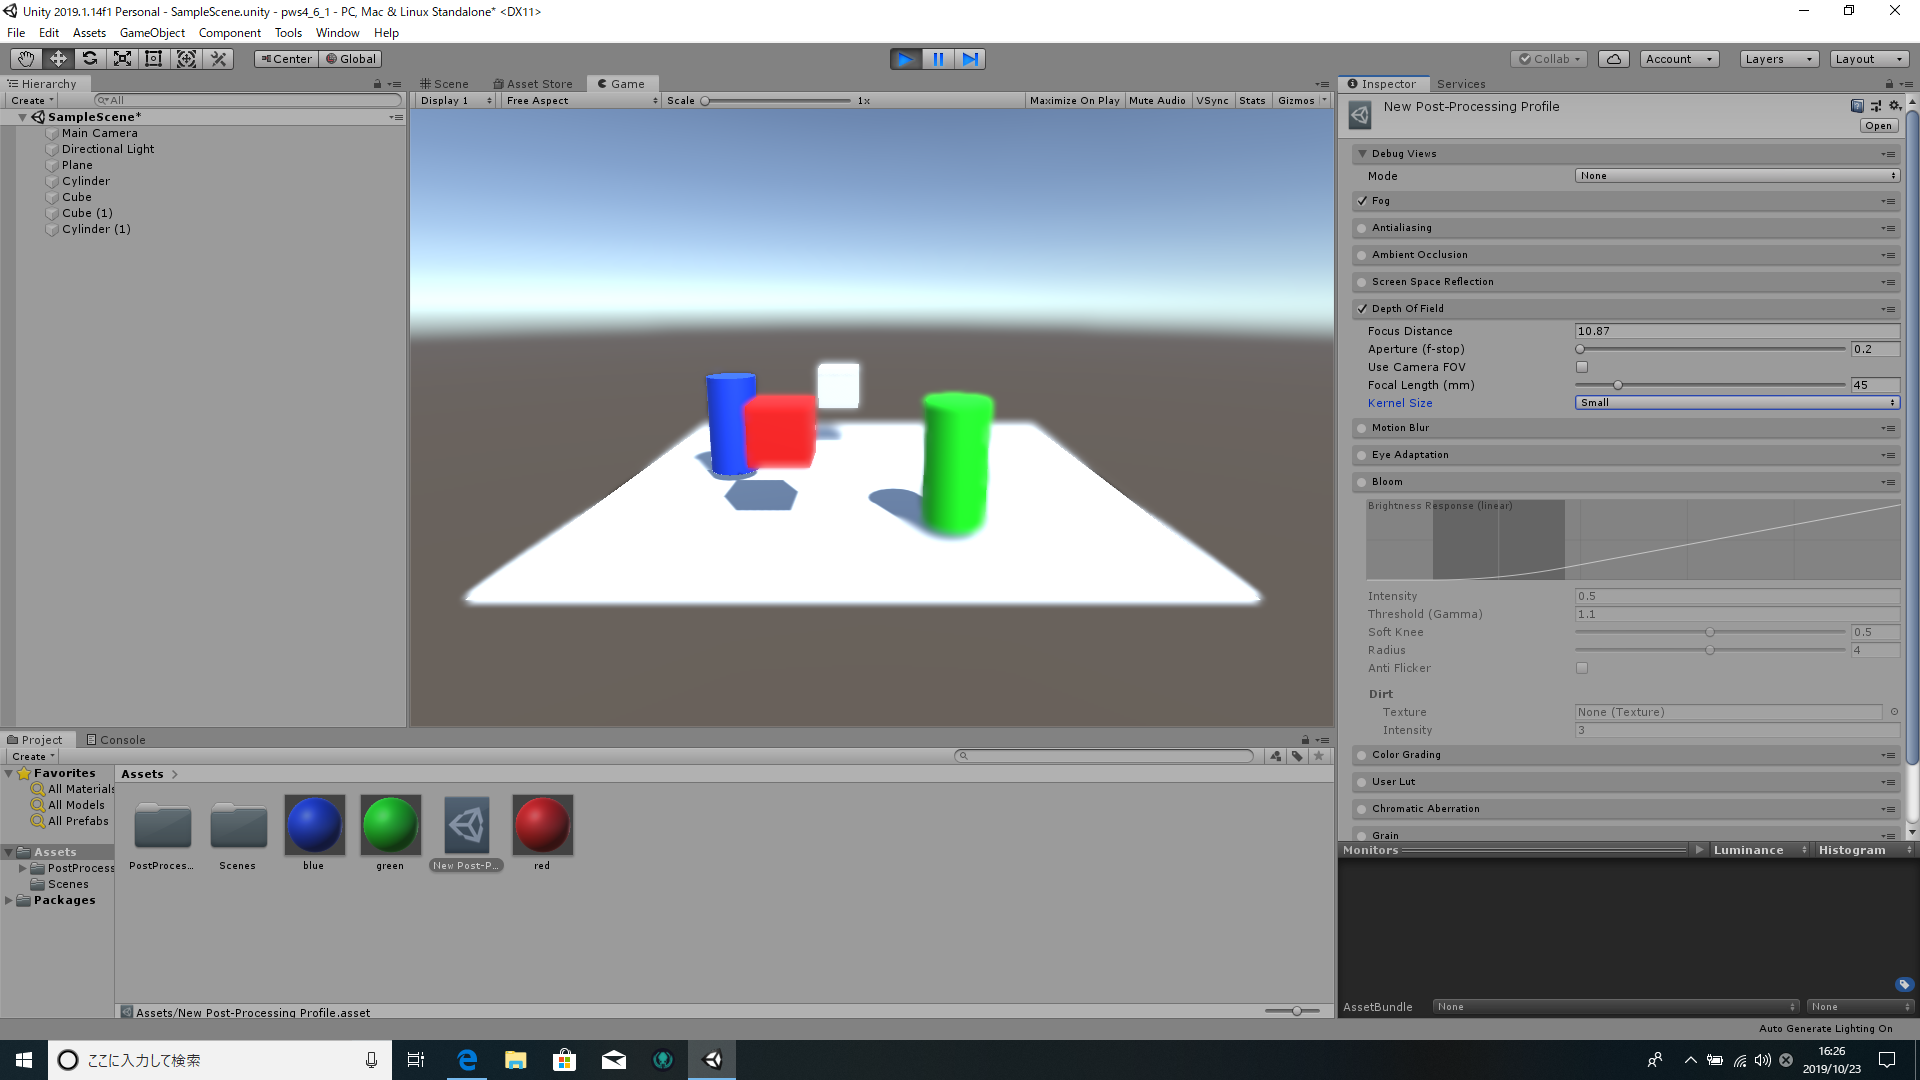 Unity 2019.1.14f1 Personal - SampleScene.unity - pws4_6_1 - PC, Mac & Linux Standalone* <DX11>
File Edit Assets GameObject Component Tools Window Help
Center Global Collab Account Layers Layout
Hierarchy
Create All
SampleScene*
Main Camera
Directional Light
Plane
Cylinder
Cube
Cube (1)
Cylinder (1)
Scene Asset Store Game
Display 1 Free Aspect Scale 1x Maximize On Play Mute Audio VSync Stats Gizmos
Inspector Services
New Post-Processing Profile
Open
Debug Views
Mode None
Fog
Antialiasing
Ambient Occlusion
Screen Space Reflection
Depth Of Field
Focus Distance 10.87
Aperture (f-stop) 0.2
Use Camera FOV
Focal Length (mm) 45
Kernel Size Small
Motion Blur
Eye Adaptation
Bloom
Brightness Response (linear)
Intensity 0.5
Threshold (Gamma) 1.1
Soft Knee 0.5
Radius 4
Anti Flicker
Dirt
Texture None (Texture)
Intensity 3
Color Grading
User Lut
Chromatic Aberration
Grain
Monitors Luminance Histogram
AssetBundle None None
Project Console
Create
Favorites
All Materials
All Models
All Prefabs
Assets
PostProcess
Scenes
Packages
Assets
PostProces... Scenes blue green New Post-P... red
Assets/New Post-Processing Profile.asset
Auto Generate Lighting On
ここに入力して検索
16:26
2019/10/23